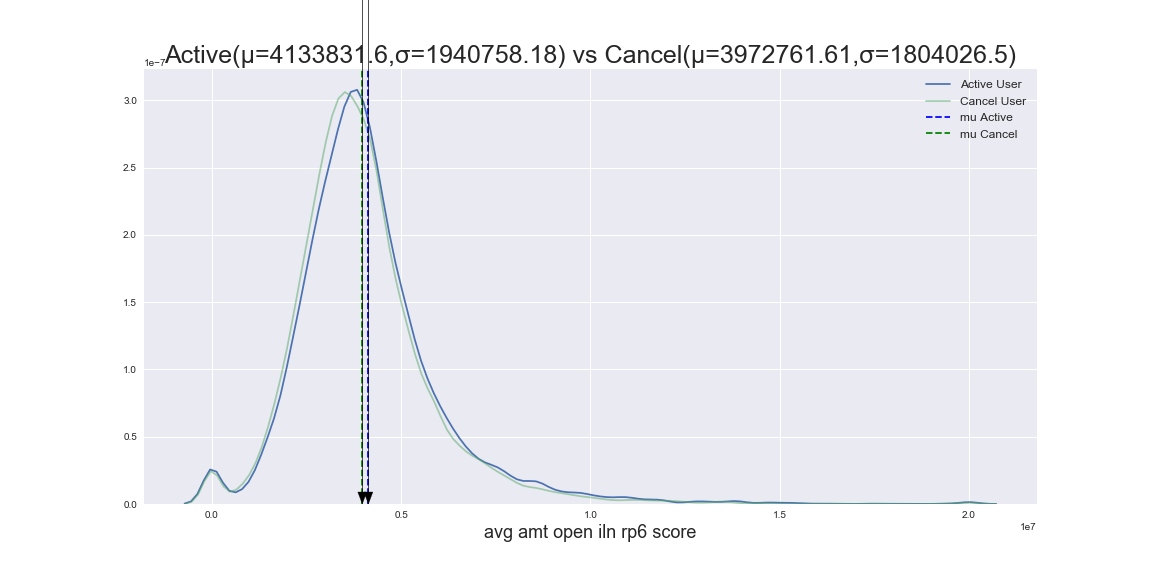 Active(μ=4133831.6,σ=1940758.18) vs Cancel(μ=3972761.61,σ=1804026.5)
1e−7
Active User
Cancel User
mu Active
mu Cancel
3.0
2.5
2.0
1.5
1.0
0.5
0.0
0.0 0.5 1.0 1.5 2.0
1e7
avg amt open iln rp6 score